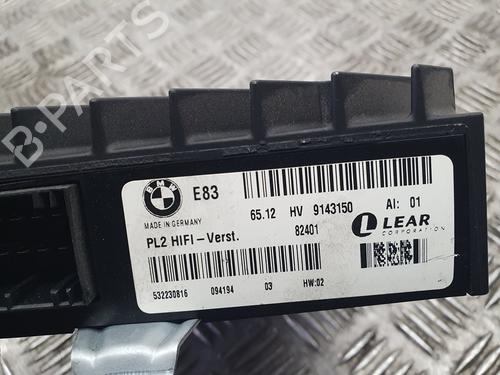 B-PARTS
BMW
E83
MADE IN GERMANY
65.12 HV 9143150 AI: 01
82401
PL2 HIFI-Verst.
LEAR
CORPORATION
532230816 094194 03 HW:02